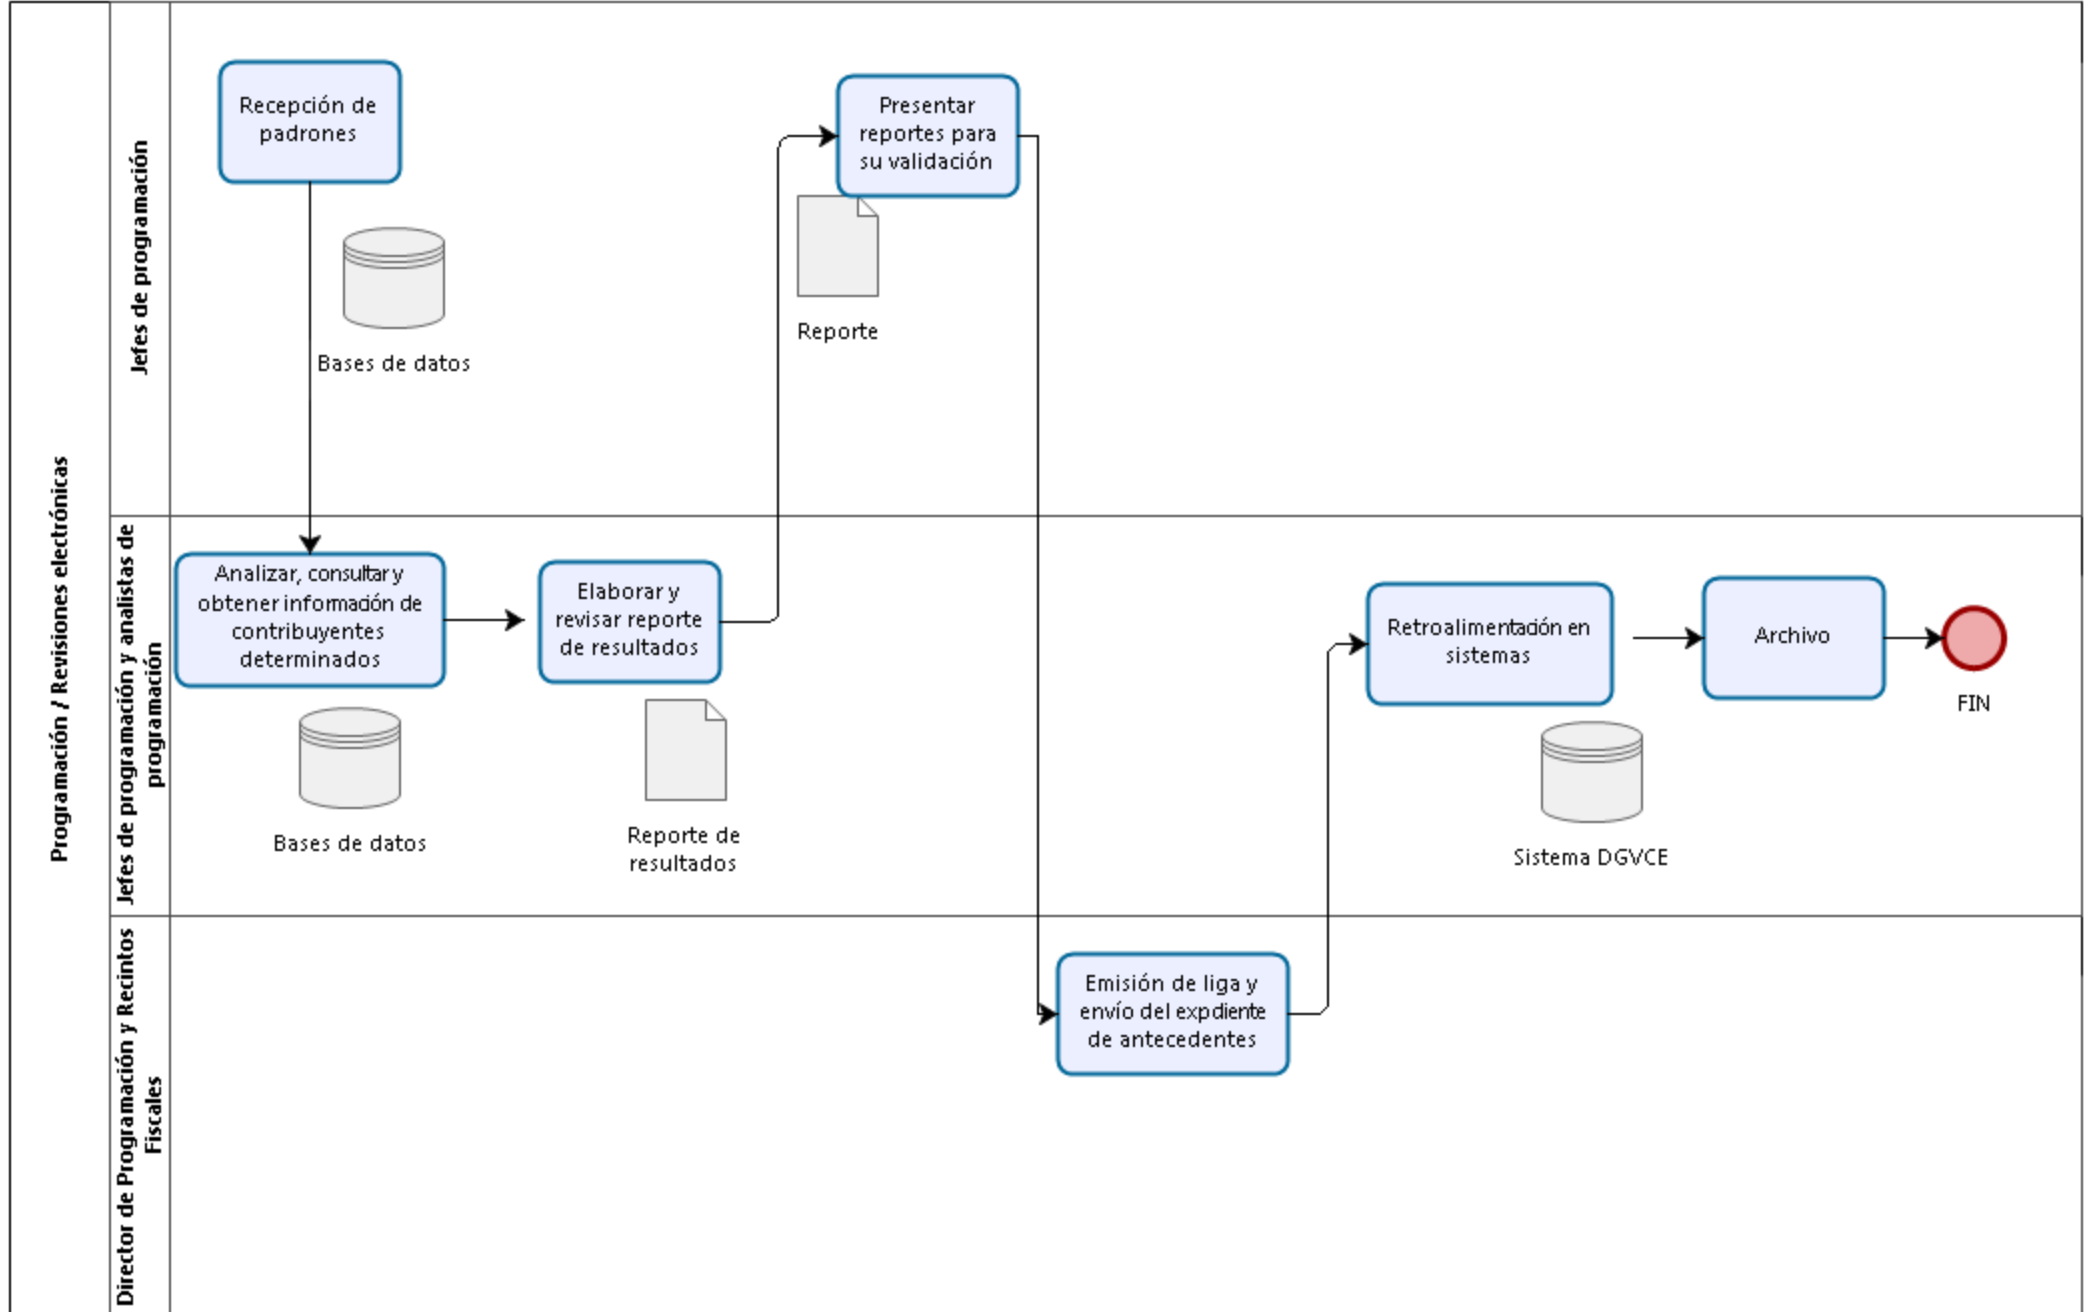 Programación / Revisiones electrónicas
Jefes de programación
Recepción de
padrones
Bases de datos
Presentar
reportes para
su validación
Reporte
Jefes de programación y analistas de
programación
Analizar, consultar y
obtener información de
contribuyentes
determinados
Bases de datos
Elaborar y
revisar reporte
de resultados
Reporte de
resultados
Retroalimentación en
sistemas
Sistema DGVCE
Archivo
FIN
Director de Programación y Recintos
Fiscales
Emisión de liga y
envío del expdiente
de antecedentes